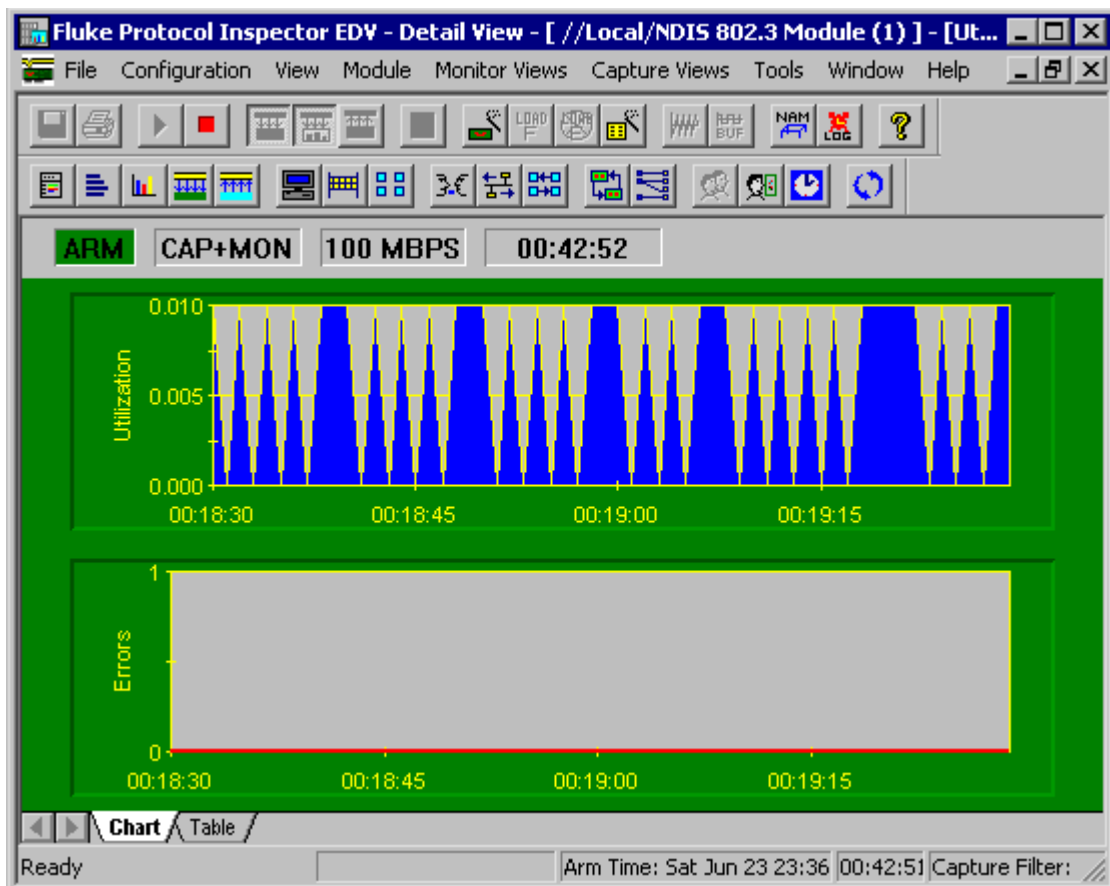 Fluke Protocol Inspector EDV - Detail View - [ //Local/NDIS 802.3 Module (1) ] - [Ut...
File Configuration View Module Monitor Views Capture Views Tools Window Help
LOAD NAM LOG
BUF
ARM CAP+MON 100 MBPS 00:42:52
0.010
Utilization
0.005
0.000
00:18:30 00:18:45 00:19:00 00:19:15
1
Errors
0
00:18:30 00:18:45 00:19:00 00:19:15
Chart Table
Ready Arm Time: Sat Jun 23 23:36 00:42:51 Capture Filter: